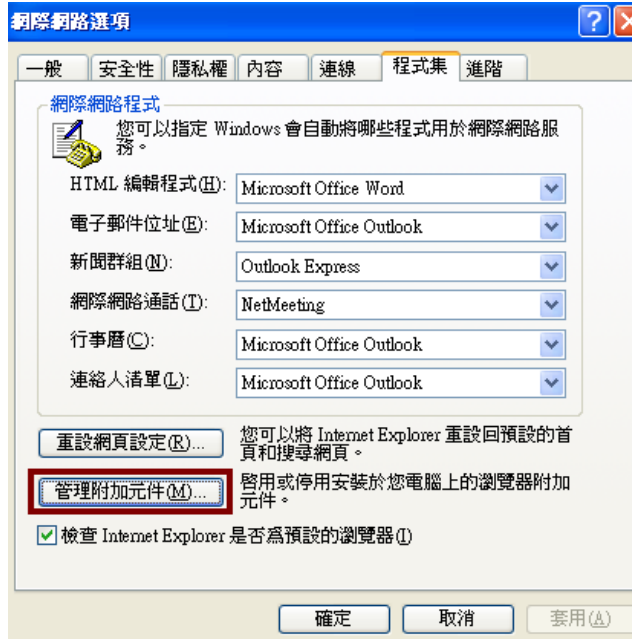 網際網路選項
一般 安全性 隱私權 內容 連線 程式集 進階
網際網路程式
您可以指定 Windows 會自動將哪些程式用於網際網路服
務。
HTML 編輯程式(H): Microsoft Office Word
電子郵件位址(E): Microsoft Office Outlook
新聞群組(N): Outlook Express
網際網路通話(T): NetMeeting
行事曆(C): Microsoft Office Outlook
連絡人清單(L): Microsoft Office Outlook
重設網頁設定(R)... 您可以將 Internet Explorer 重設回預設的首
頁和搜尋網頁。
管理附加元件(M)... 啓用或停用安裝於您電腦上的瀏覽器附加
元件。
檢查 Internet Explorer 是否為預設的瀏覽器(I)
確定 取消 套用(A)